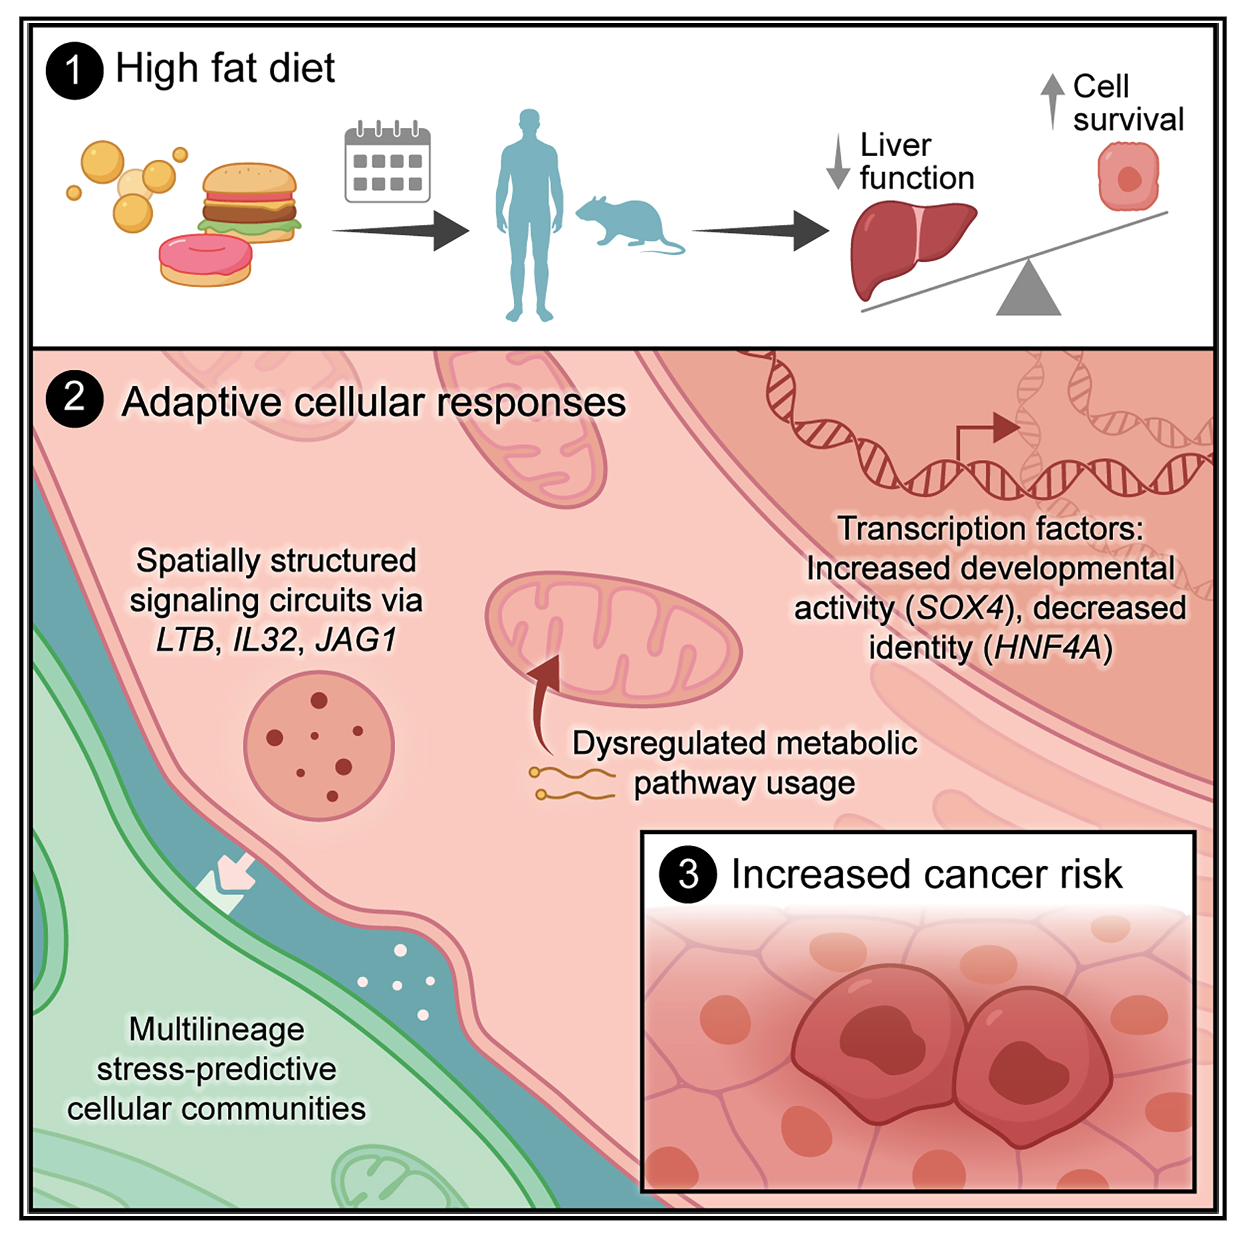 1 High fat diet
Cell
survival
Liver
function
2 Adaptive cellular responses
Transcription factors:
Increased developmental
activity (SOX4), decreased
identity (HNF4A)
Spatially structured
signaling circuits via
LTB, IL32, JAG1
Dysregulated metabolic
pathway usage
3 Increased cancer risk
Multilineage
stress-predictive
cellular communities